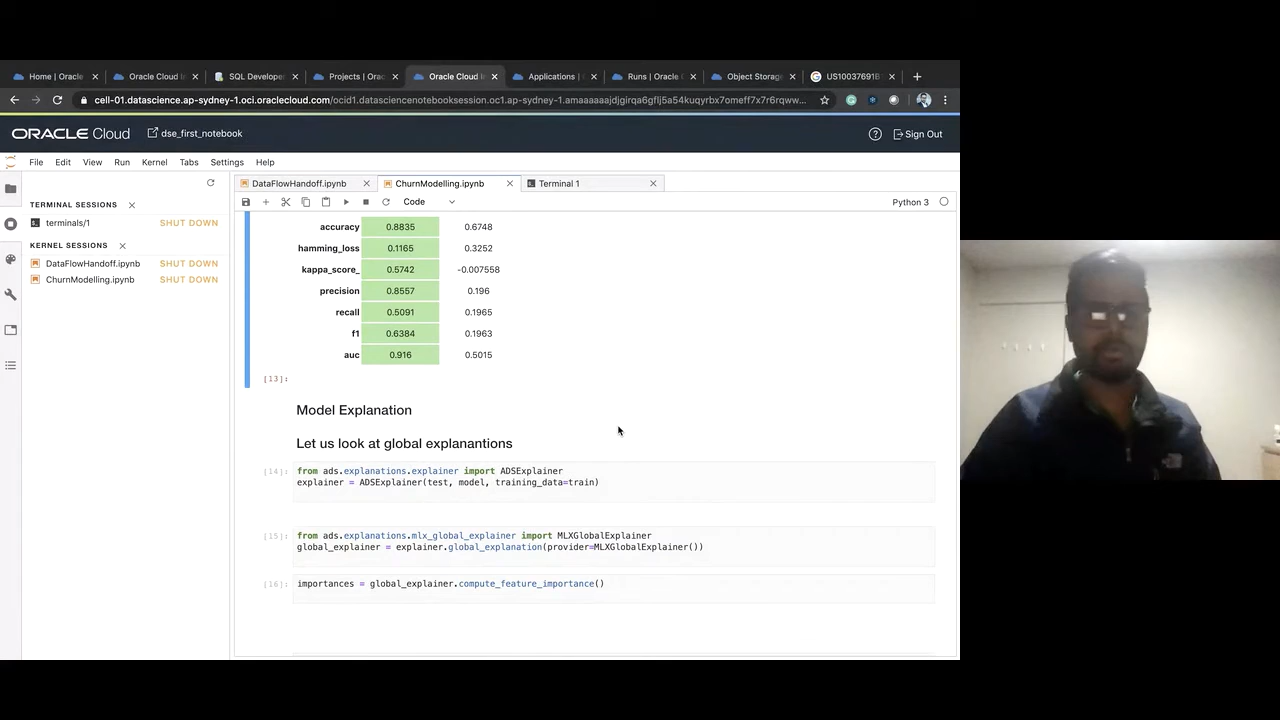 Home | Oracle
Oracle Cloud I
SQL Develope
Projects | Orac
Oracle Cloud I
Applications |
Runs | Oracle
Object Storag
US10037691B
cell-01.datascience.ap-sydney-1.oci.oraclecloud.com/ocid1.datasciencenotebooksession.oc1.ap-sydney-1.
ORACLE Cloud
dse_first_notebook
Sign Out
File Edit View Run Kernel Tabs Settings Help
DataFlowHandoff.ipynb
ChurnModelling.ipynb
Terminal 1
Code
Python 3
TERMINAL SESSIONS
terminals/1 SHUT DOWN
KERNEL SESSIONS
DataFlowHandoff.ipynb SHUT DOWN
ChurnModelling.ipynb SHUT DOWN
accuracy 0.8835 0.6748
hamming_loss 0.1165 0.3252
kappa_score_ 0.5742 -0.007558
precision 0.8557 0.196
recall 0.5091 0.1965
f1 0.6384 0.1963
auc 0.916 0.5015
[13]:
Model Explanation
Let us look at global explanantions
[14]: from ads.explanations.explainer import ADSExplainer
explainer = ADSExplainer(test, model, training_data=train)
[15]: from ads.explanations.mlx_global_explainer import MLXGlobalExplainer
global_explainer = explainer.global_explanation(provider=MLXGlobalExplainer())
[16]: importances = global_explainer.compute_feature_importance()